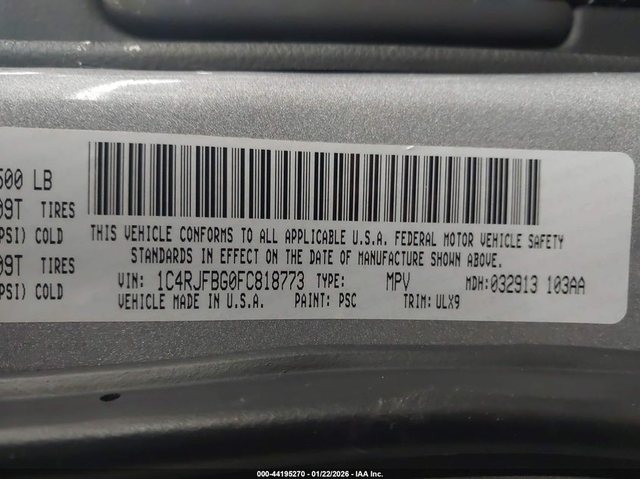 500 LB
09T TIRES
PSI) COLD
09T TIRES
PSI) COLD
THIS VEHICLE CONFORMS TO ALL APPLICABLE U.S.A. FEDERAL MOTOR VEHICLE SAFETY
STANDARDS IN EFFECT ON THE DATE OF MANUFACTURE SHOWN ABOVE.
VIN: 1C4RJFBG0FC818773 TYPE: MPV MDH:032913 103AA
VEHICLE MADE IN U.S.A. PAINT: PSC TRIM: ULX9
000-44195270 - 01/22/2026 - IAA Inc.